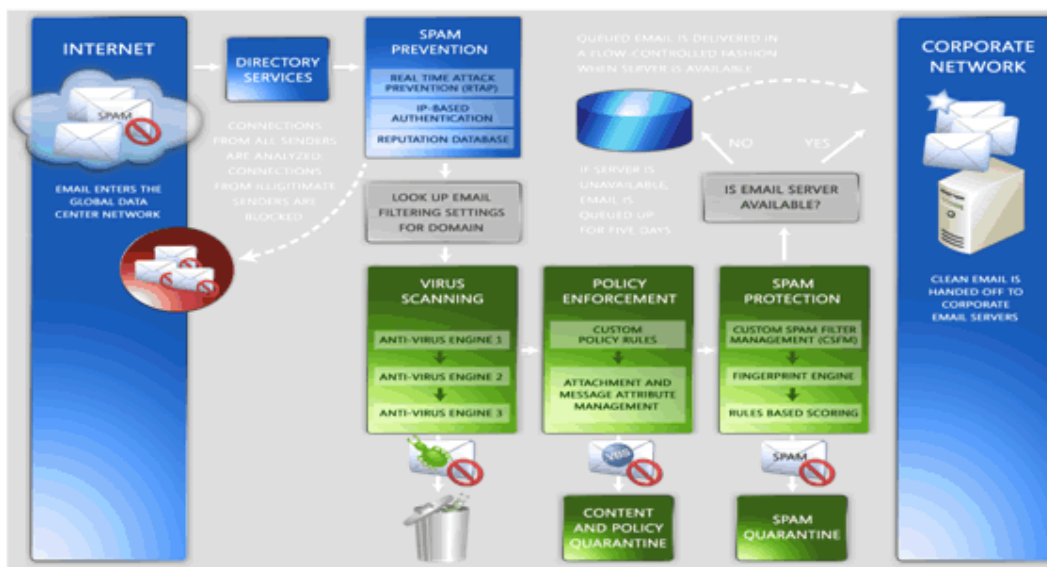 INTERNET
SPAM
EMAIL ENTERS THE
GLOBAL DATA
CENTER NETWORK
DIRECTORY
SERVICES
CONNECTIONS
FROM ALL SENDERS
ARE ANALYZED
CONNECTIONS
FROM ILLIGITIMATE
SENDERS ARE
BLOCKED
SPAM
PREVENTION
REAL TIME ATTACK
PREVENTION (RTAP)
IP-BASED
AUTHENTICATION
REPUTATION DATABASE
LOOK UP EMAIL
FILTERING SETTINGS
FOR DOMAIN
VIRUS
SCANNING
ANTI-VIRUS ENGINE 1
ANTI-VIRUS ENGINE 2
ANTI-VIRUS ENGINE 3
POLICY
ENFORCEMENT
CUSTOM
POLICY RULES
ATTACHMENT AND
MESSAGE ATTRIBUTE
MANAGEMENT
VBS
CONTENT
AND POLICY
QUARANTINE
SPAM
PROTECTION
CUSTOM SPAM FILTER
MANAGEMENT (CSFM)
FINGERPRINT ENGINE
RULES BASED SCORING
SPAM
SPAM
QUARANTINE
IS EMAIL SERVER
AVAILABLE?
NO
YES
IF SERVER IS
UNAVAILABLE,
EMAIL IS
QUEUED UP
FOR FIVE DAYS
QUEUED EMAIL IS DELIVERED IN
A FLOW-CONTROLLED FASHION
WHEN SERVER IS AVAILABLE
CORPORATE
NETWORK
CLEAN EMAIL IS
HANDED OFF TO
CORPORATE
EMAIL SERVERS